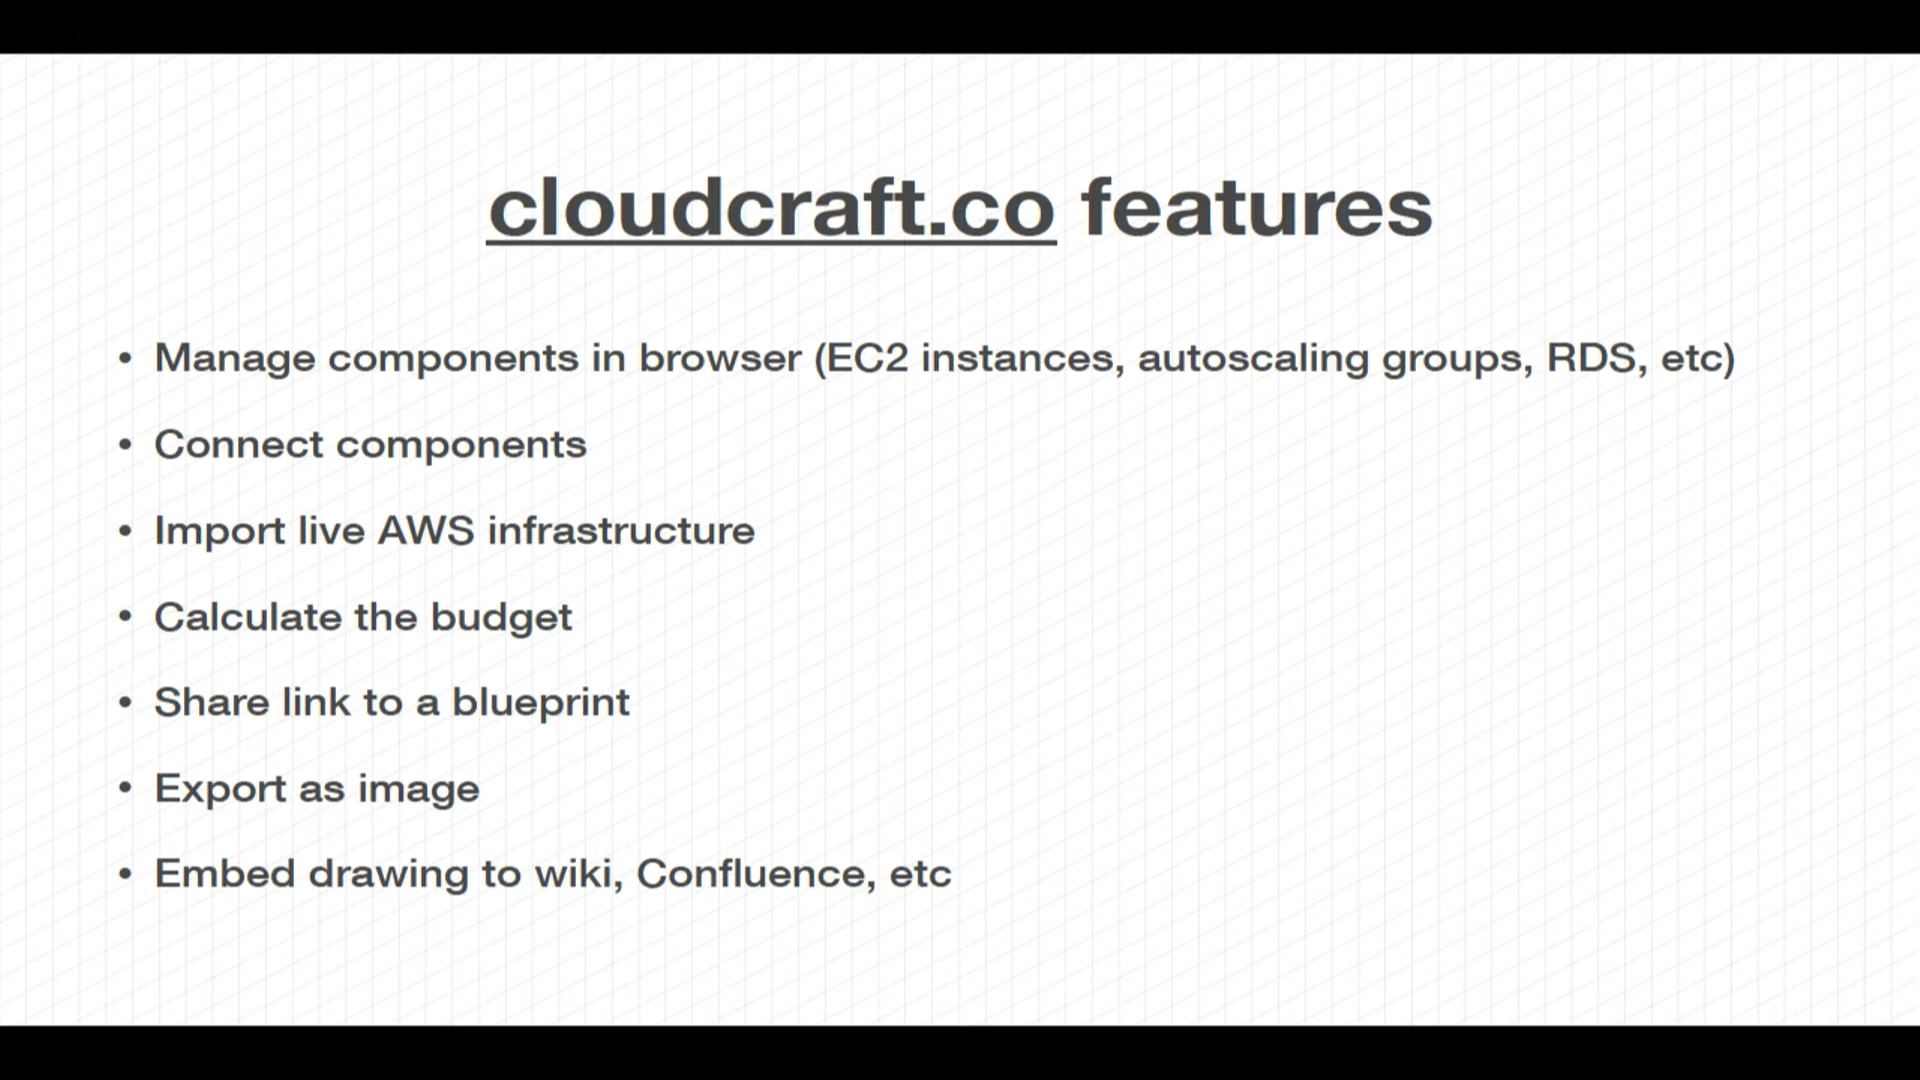 cloudcraft.co features
• Manage components in browser (EC2 instances, autoscaling groups, RDS, etc)
• Connect components
• Import live AWS infrastructure
• Calculate the budget
• Share link to a blueprint
• Export as image
• Embed drawing to wiki, Confluence, etc